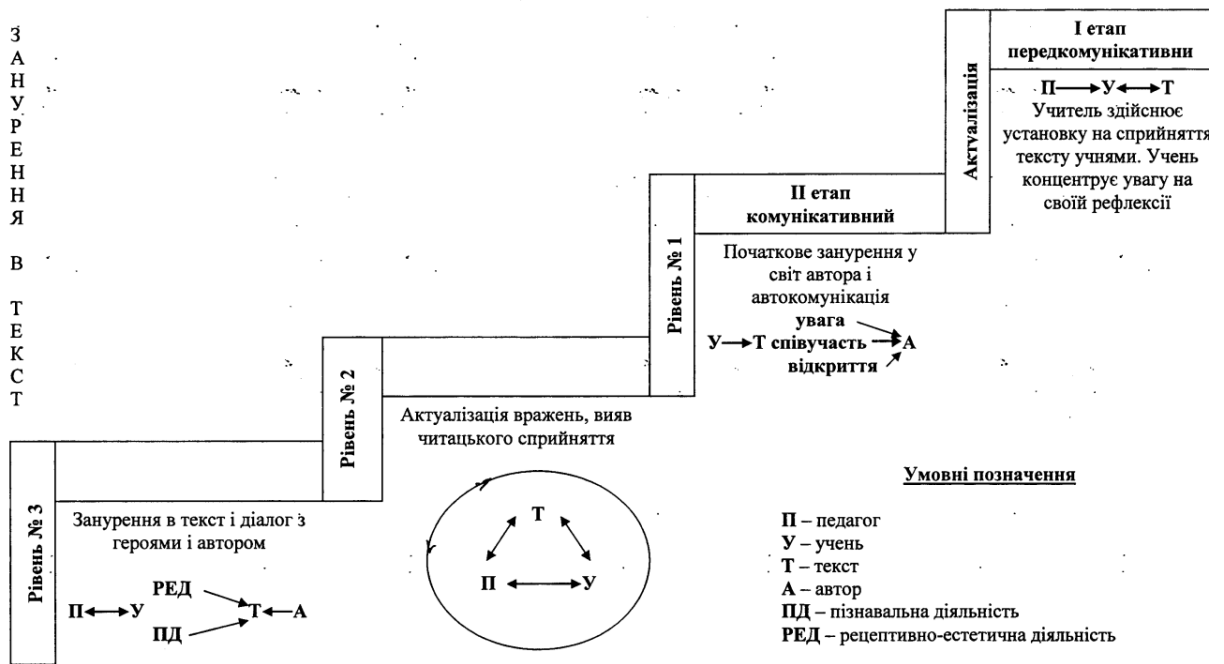 ЗАНУРЕННЯ В ТЕКСТ
Актуалізація
І етап
передкомунікативни
П У Т
Учитель здійснює
установку на сприйняття
тексту учнями. Учень
концентрує увагу на
своїй рефлексії
Рівень № 1
ІІ етап
комунікативний
Початкове занурення у
світ автора і
автокомунікація
увага
У Т співучасть А
відкриття
Рівень № 2
Актуалізація вражень, вияв
читацького сприйняття
Т
П У
Рівень № 3
Занурення в текст і діалог з
героями і автором
РЕД
П У Т А
ПД
Умовні позначення
П – педагог
У – учень
Т – текст
А – автор
ПД – пізнавальна діяльність
РЕД – рецептивно-естетична діяльність